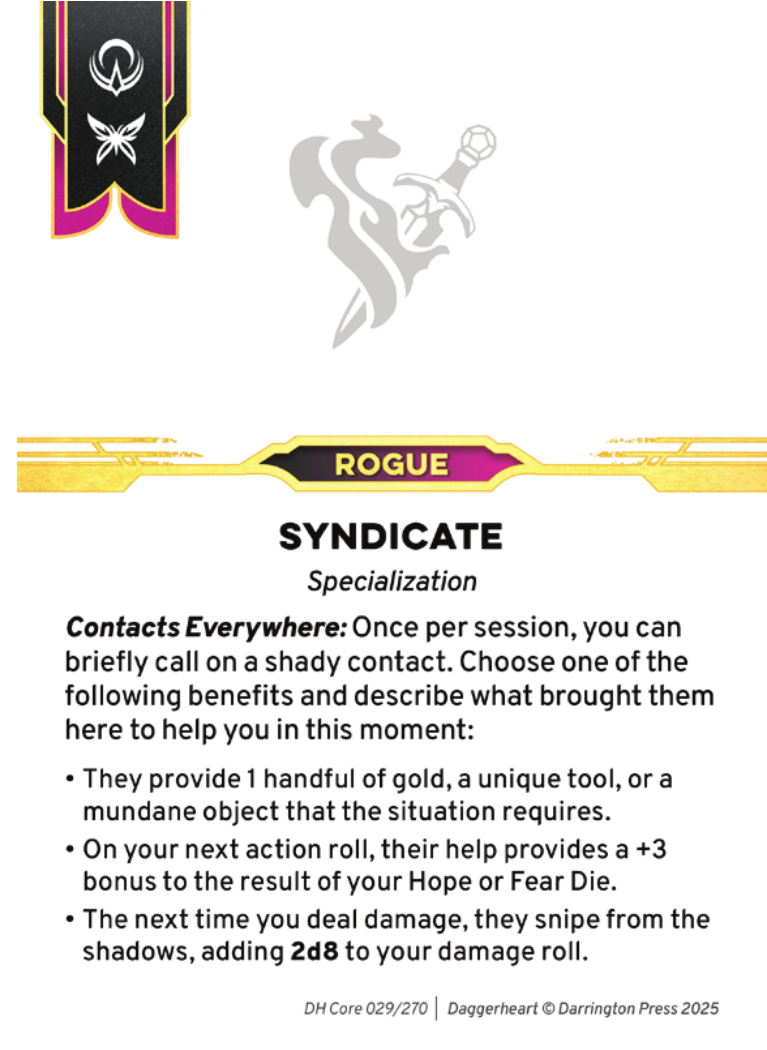 ROGUE
SYNDICATE
Specialization
Contacts Everywhere: Once per session, you can
briefly call on a shady contact. Choose one of the
following benefits and describe what brought them
here to help you in this moment:
• They provide 1 handful of gold, a unique tool, or a
mundane object that the situation requires.
• On your next action roll, their help provides a +3
bonus to the result of your Hope or Fear Die.
• The next time you deal damage, they snipe from the
shadows, adding 2d8 to your damage roll.
DH Core 029/270 | Daggerheart © Darrington Press 2025